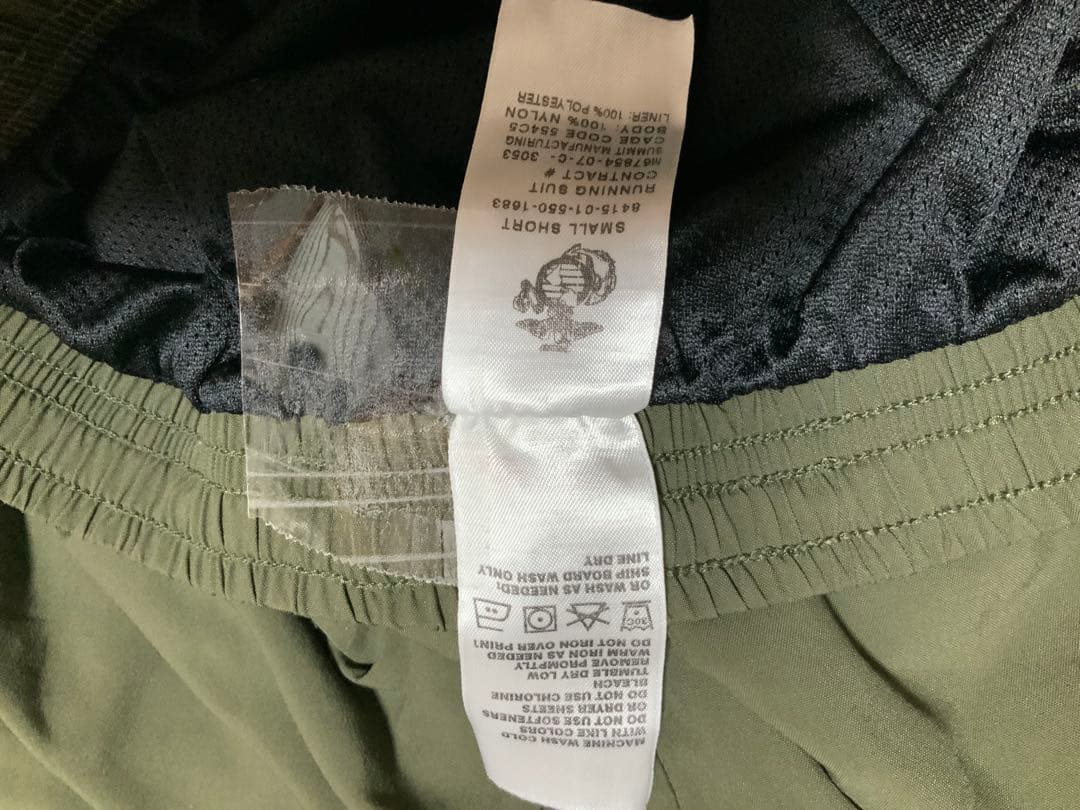 MACHINE WASH COLD
WITH LIKE COLORS
DO NOT USE SOFTENERS
OR DRYER SHEETS
DO NOT USE CHLORINE
BLEACH
TUMBLE DRY LOW
REMOVE PROMPTLY
WARM IRON AS NEEDED
DO NOT IRON OVER PRINT
30C
OR WASH AS NEEDED:
SHIP BOARD WASH ONLY
LINE DRY
SMALL SHORT
8415-01-550-1683
RUNNING SUIT
CONTRACT #
M67854-07-C- 3053
SUMMIT MANUFACTURING
CAGE CODE 554C5
BODY: 100% NYLON
LINER: 100% POLYESTER